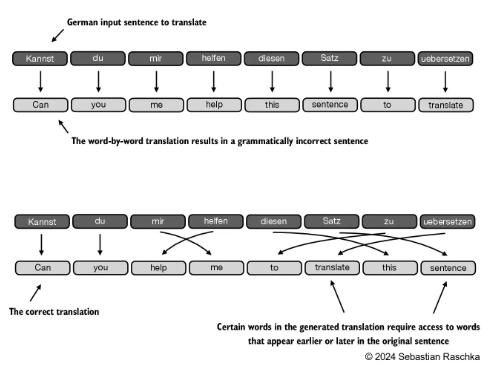 German input sentence to translate
Kannst du mir helfen diesen Satz zu uebersetzen
Can you me help this sentence to translate
The word-by-word translation results in a grammatically incorrect sentence
Kannst du mir helfen diesen Satz zu uebersetzen
Can you help me to translate this sentence
The correct translation
Certain words in the generated translation require access to words
that appear earlier or later in the original sentence
© 2024 Sebastian Raschka